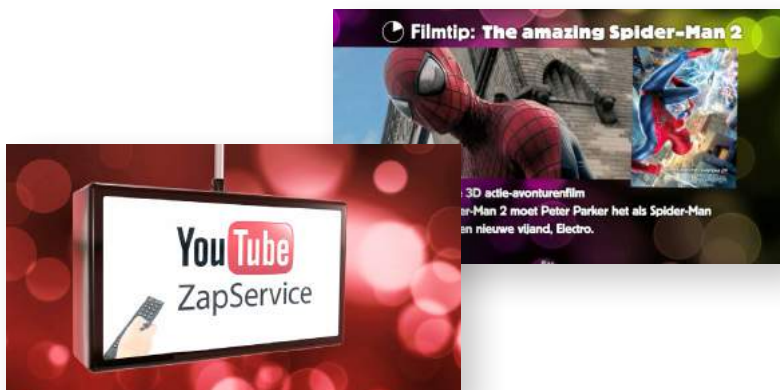 Filmtip: The amazing Spider-Man 2
3D actie-avonturenfilm
er-Man 2 moet Peter Parker het als Spider-Man
en nieuwe vijand, Electro.
YouTube
ZapService